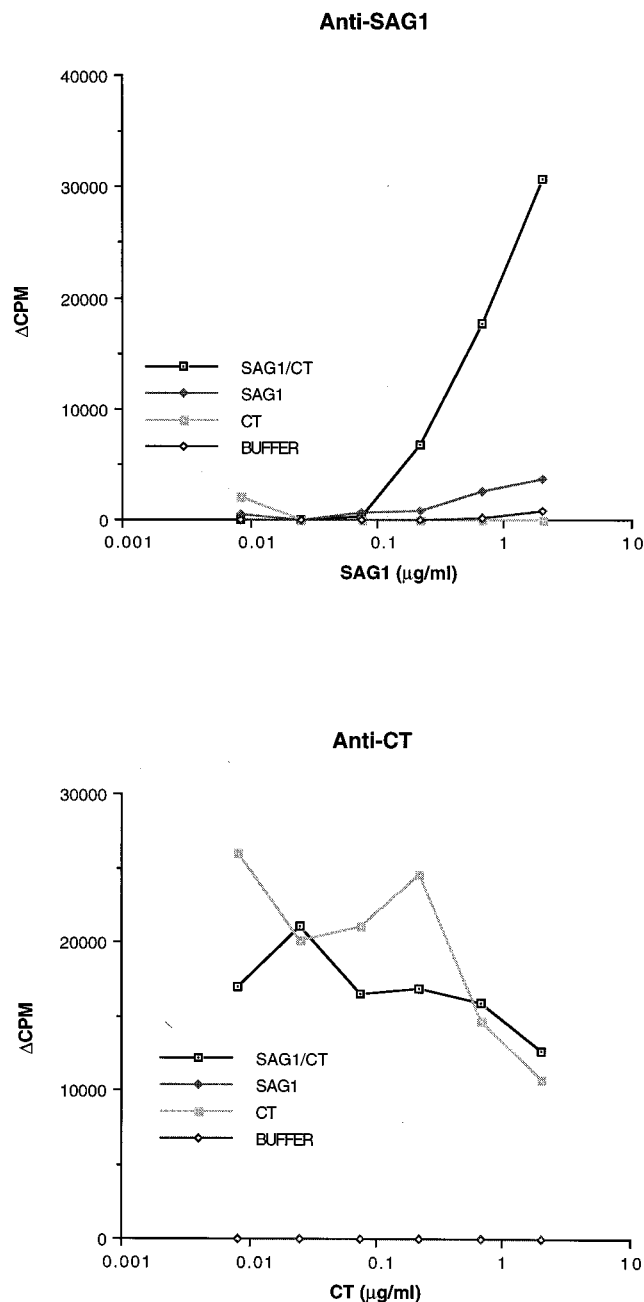 Anti-SAG1
40000
30000
20000
10000
0
ΔCPM
SAG1/CT
SAG1
CT
BUFFER
0.001
0.01
0.1
1
10
SAG1 (µg/ml)
Anti-CT
30000
20000
10000
0
ΔCPM
SAG1/CT
SAG1
CT
BUFFER
0.001
0.01
0.1
1
10
CT (µg/ml)